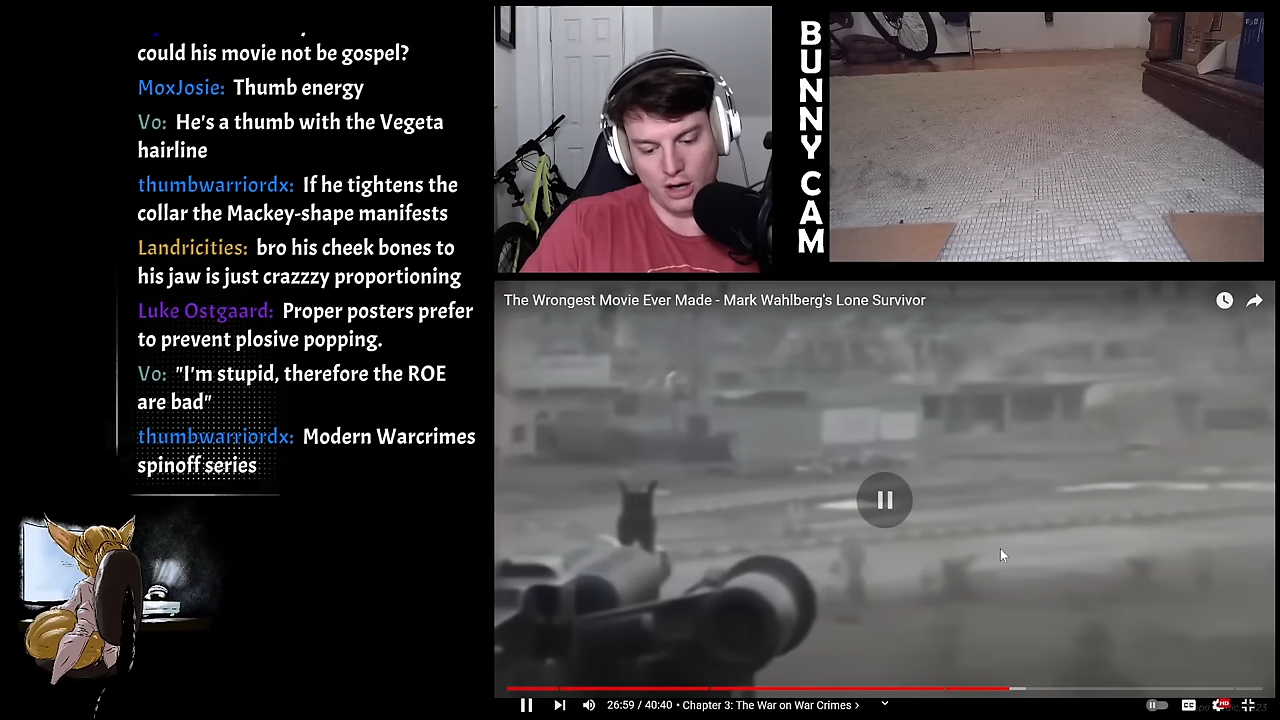 could his movie not be gospel?
MoxJosie: Thumb energy
Vo: He's a thumb with the Vegeta
hairline
thumbwarriordx: If he tightens the
collar the Mackey-shape manifests
Landricities: bro his cheek bones to
his jaw is just crazzzy proportioning
Luke Ostgaard: Proper posters prefer
to prevent plosive popping.
Vo: "I'm stupid, therefore the ROE
are bad"
thumbwarriordx: Modern Warcrimes
spinoff series
BUNNY CAM
The Wrongest Movie Ever Made - Mark Wahlberg's Lone Survivor
26:59 / 40:40 • Chapter 3: The War on War Crimes ›
CC
HD